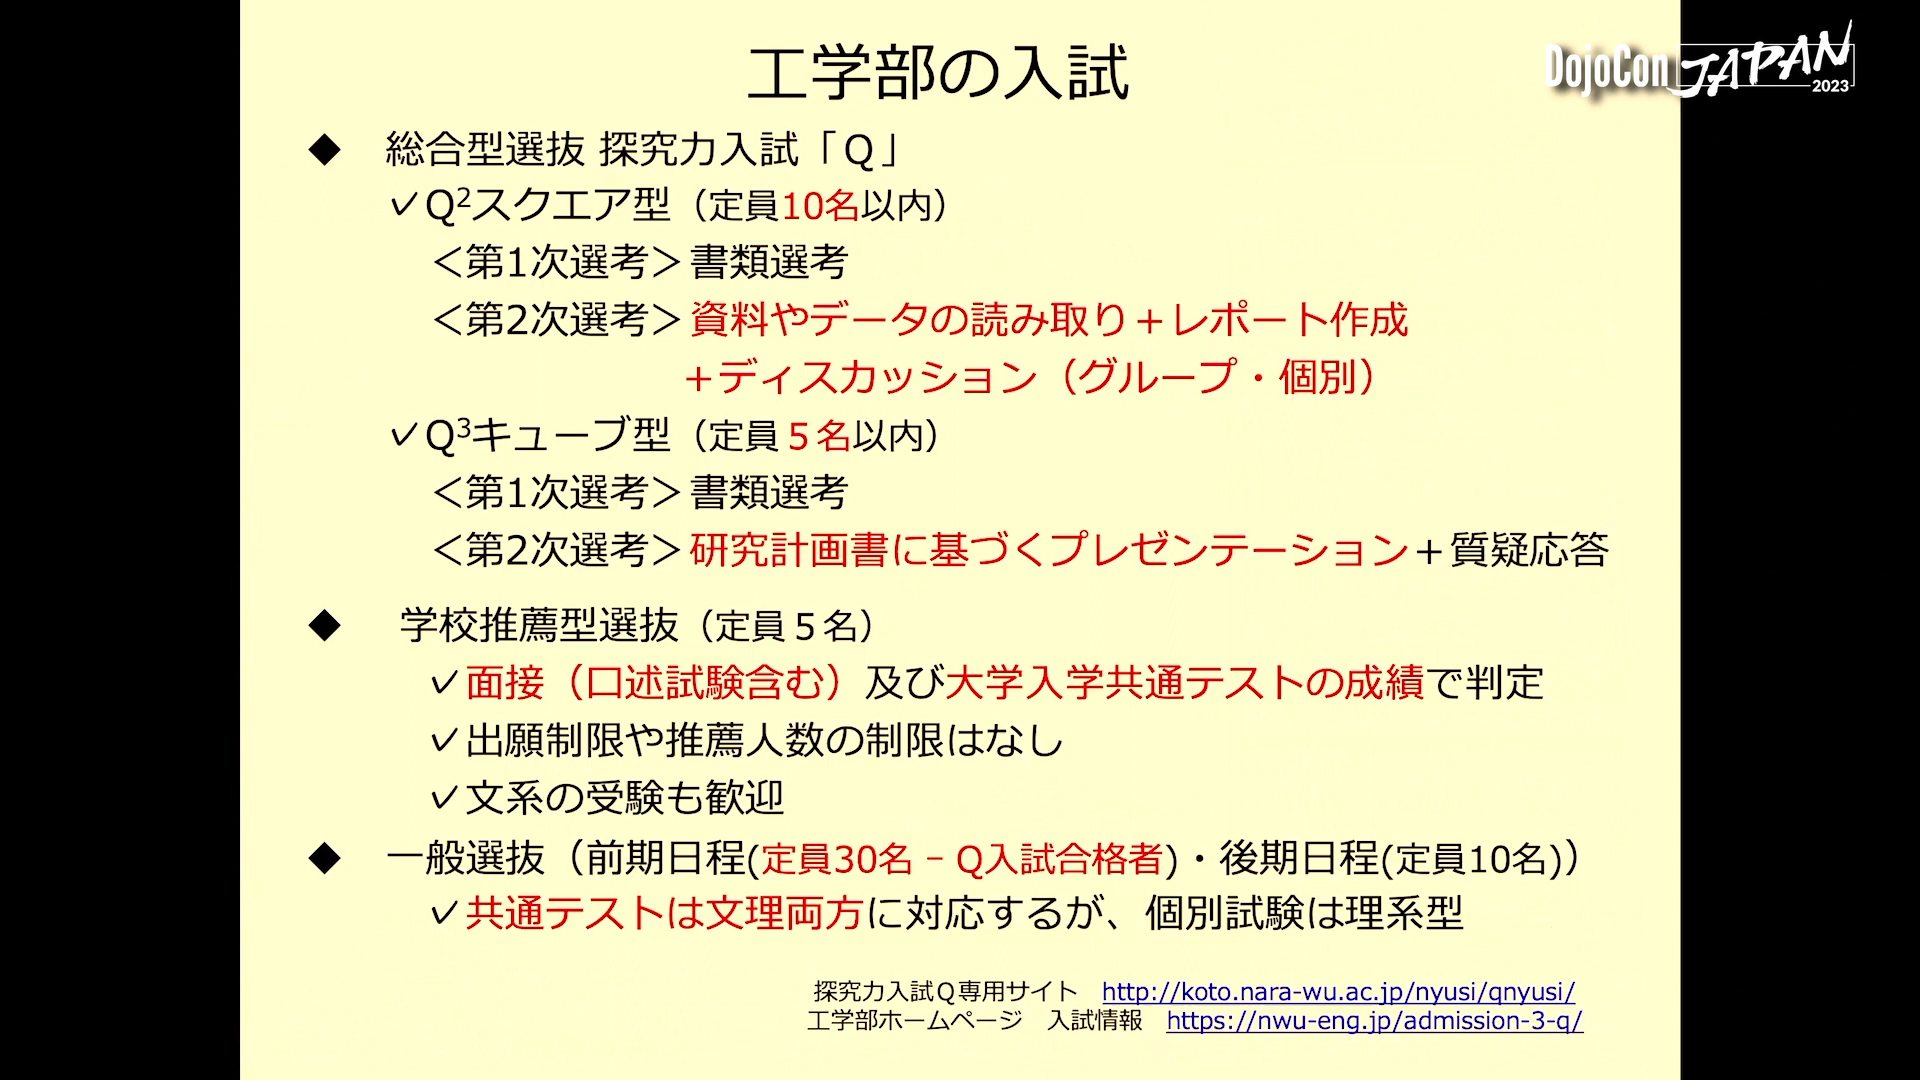 工学部の入試
DojoCon JAPAN 2023
◆ 総合型選抜 探究力入試「Q」
✓Q²スクエア型（定員10名以内）
＜第1次選考＞書類選考
＜第2次選考＞資料やデータの読み取り＋レポート作成
＋ディスカッション（グループ・個別）
✓Q³キューブ型（定員５名以内）
＜第1次選考＞書類選考
＜第2次選考＞研究計画書に基づくプレゼンテーション＋質疑応答
◆ 学校推薦型選抜（定員５名）
✓面接（口述試験含む）及び大学入学共通テストの成績で判定
✓出願制限や推薦人数の制限はなし
✓文系の受験も歓迎
◆ 一般選抜（前期日程(定員30名 – Q入試合格者)・後期日程(定員10名)）
✓共通テストは文理両方に対応するが、個別試験は理系型
探究力入試Ｑ専用サイト http://koto.nara-wu.ac.jp/nyusi/qnyusi/
工学部ホームページ 入試情報 https://nwu-eng.jp/admission-3-q/